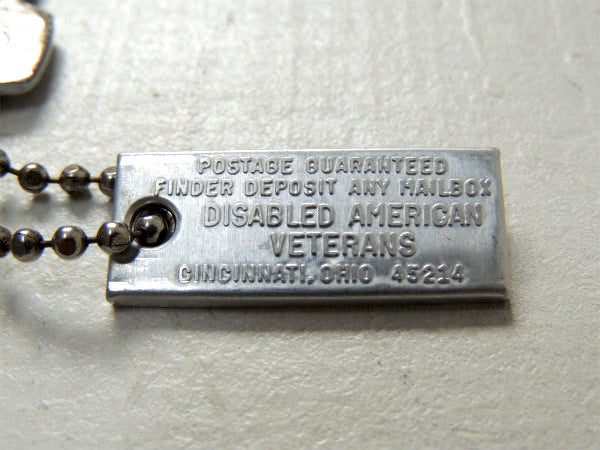 POSTAGE GUARANTEED
FINDER DEPOSIT ANY MAILBOX
DISABLED AMERICAN
VETERANS
CINCINNATI, OHIO 45214